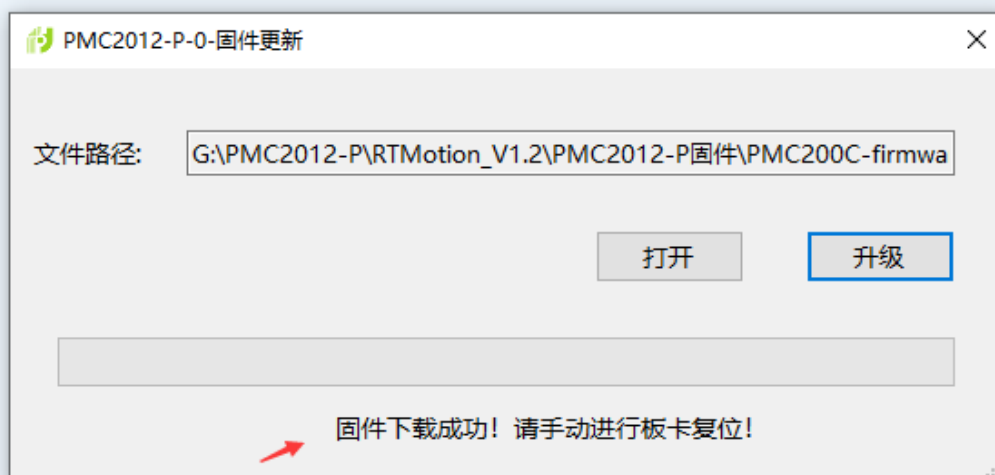 PMC2012-P-0-固件更新
文件路径: G:\PMC2012-P\RTMotion_V1.2\PMC2012-P固件\PMC200C-firmwa
打开 升级
固件下载成功！请手动进行板卡复位！